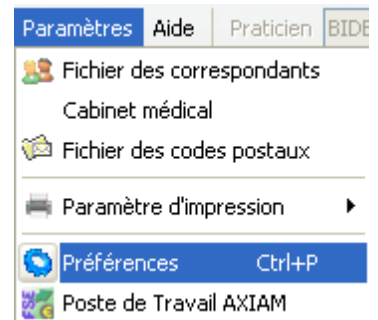 Paramètres Aide Praticien BIDE
Fichier des correspondants
Cabinet médical
Fichier des codes postaux
Paramètre d'impression
Préférences Ctrl+P
Poste de Travail AXIAM